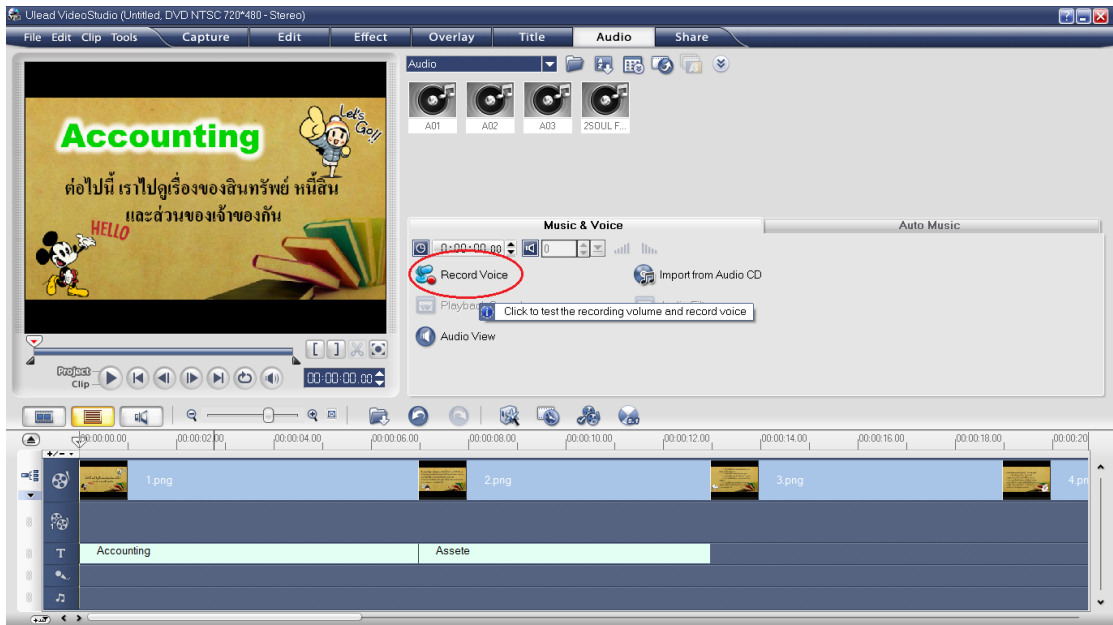 Ulead VideoStudio (Untitled, DVD NTSC 720*480 - Stereo)
File Edit Clip Tools Capture Edit Effect Overlay Title Audio Share
Audio
A01 A02 A03 2SOUL F...
Let's Go!!
Accounting
ต่อไปนี้ เราไปดูเรื่องของสินทรัพย์ หนี้สิน
และส่วนของเจ้าของกัน
HELLO
Music & Voice Auto Music
0:00:00.00 0
Record Voice Import from Audio CD
Click to test the recording volume and record voice
Audio View
Project
Clip
00:00:00.00
00:00:00.00 00:00:02.00 00:00:04.00 00:00:06.00 00:00:08.00 00:00:10.00 00:00:12.00 00:00:14.00 00:00:16.00 00:00:18.00 00:00:20
1.png 2.png 3.png 4.pn
T Accounting Assete